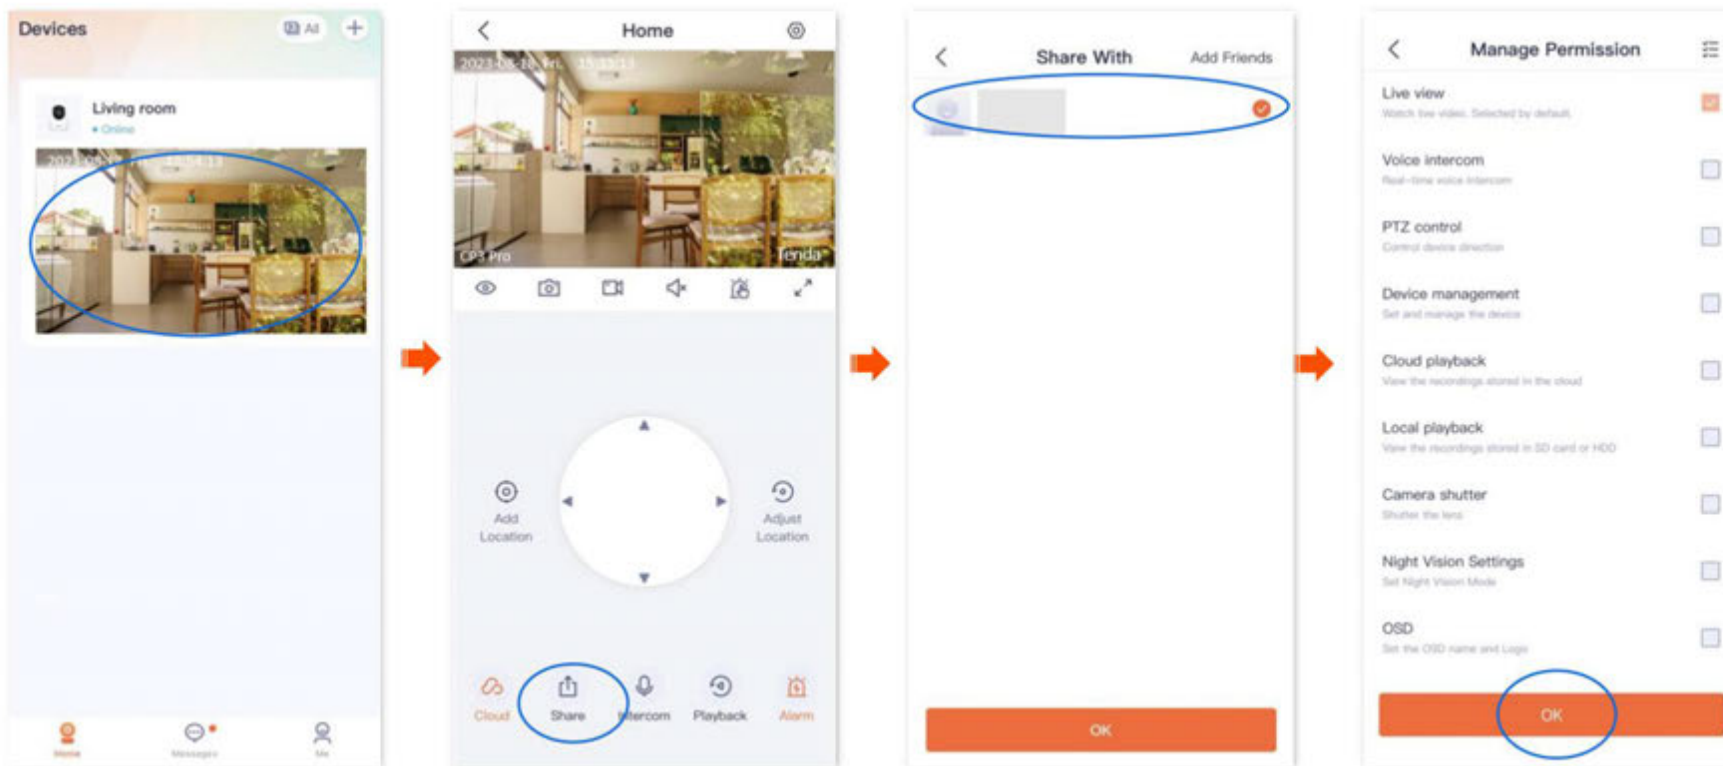 Devices
All
Living room
Online
Home
Messages
Me
Home
CP3 Pro
Tenda
Add
Location
Adjust
Location
Cloud
Share
Intercom
Playback
Alarm
Share With
Add Friends
OK
Manage Permission
Live view
Watch live video. Selected by default.
Voice intercom
Real-time voice intercom
PTZ control
Control device direction
Device management
Set and manage the device
Cloud playback
View the recordings stored in the cloud
Local playback
View the recordings stored in SD card or HDD
Camera shutter
Shutter the lens
Night Vision Settings
Set Night Vision Mode
OSD
Set the OSD name and Logo
OK